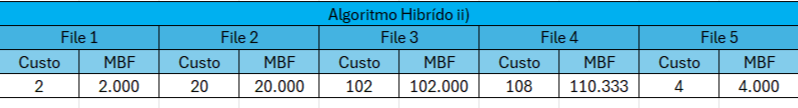 Algoritmo Hibrído ii)
File 1 File 2 File 3 File 4 File 5
Custo MBF Custo MBF Custo MBF Custo MBF Custo MBF
2 2.000 20 20.000 102 102.000 108 110.333 4 4.000